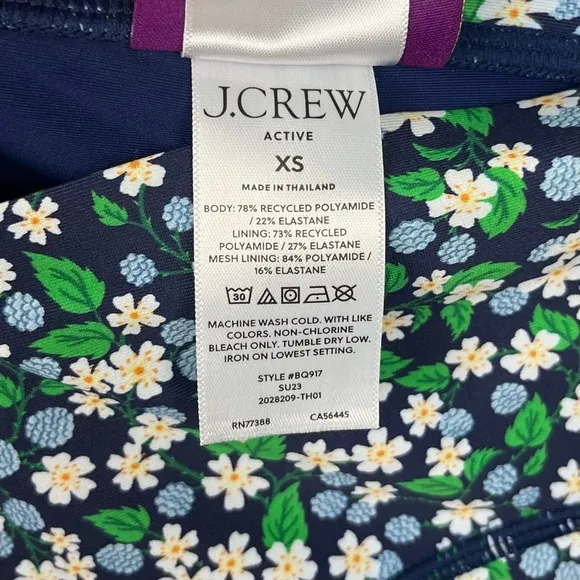 J.CREW
ACTIVE
XS
MADE IN THAILAND
BODY: 78% RECYCLED POLYAMIDE
/ 22% ELASTANE
LINING: 73% RECYCLED
POLYAMIDE / 27% ELASTANE
MESH LINING: 84% POLYAMIDE /
16% ELASTANE
30
MACHINE WASH COLD. WITH LIKE
COLORS. NON-CHLORINE
BLEACH ONLY. TUMBLE DRY LOW.
IRON ON LOWEST SETTING.
STYLE #BQ917
SU23
2028209-TH01
RN77388 CA56445